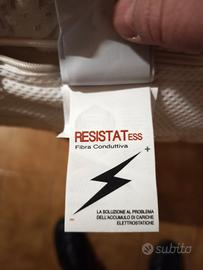 RESISTATESS
Fibra Conduttiva
+
LA SOLUZIONE AL PROBLEMA
DELL'ACCUMULO DI CARICHE
ELETTROSTATICHE
subito